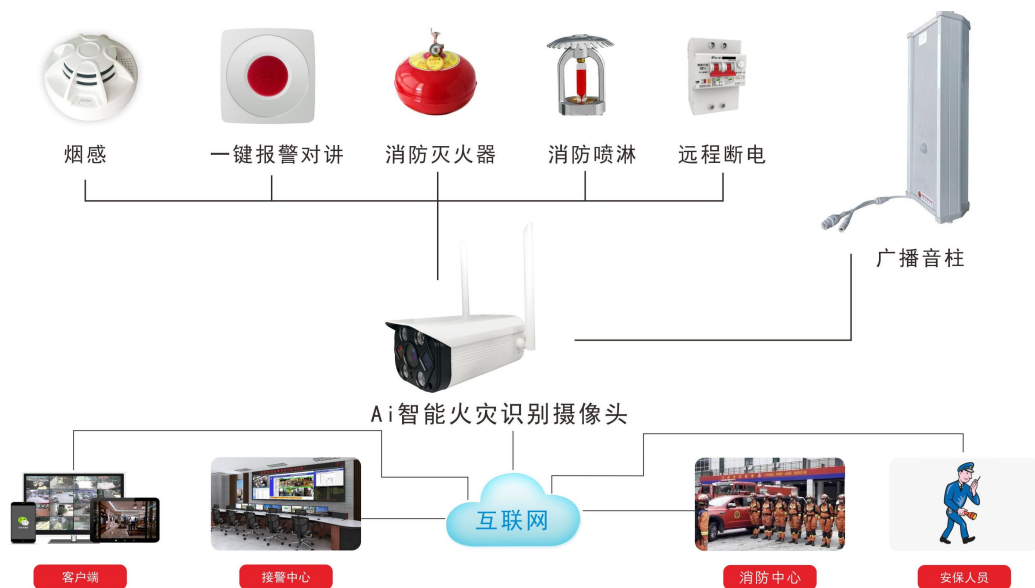 烟感
一键报警对讲
消防灭火器
消防喷淋
远程断电
广播音柱
Ai智能火灾识别摄像头
互联网
客户端
接警中心
消防中心
安保人员